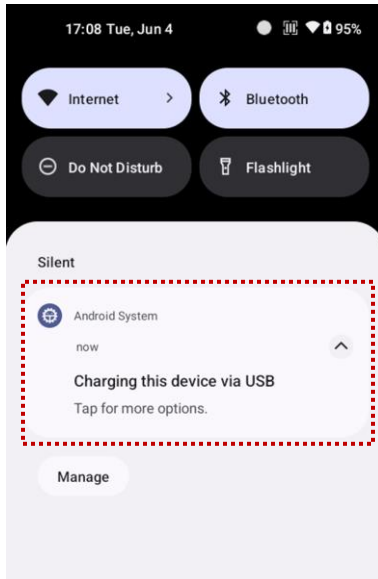 17:08 Tue, Jun 4 95%
Internet Bluetooth
Do Not Disturb Flashlight
Silent
Android System
now
Charging this device via USB
Tap for more options.
Manage